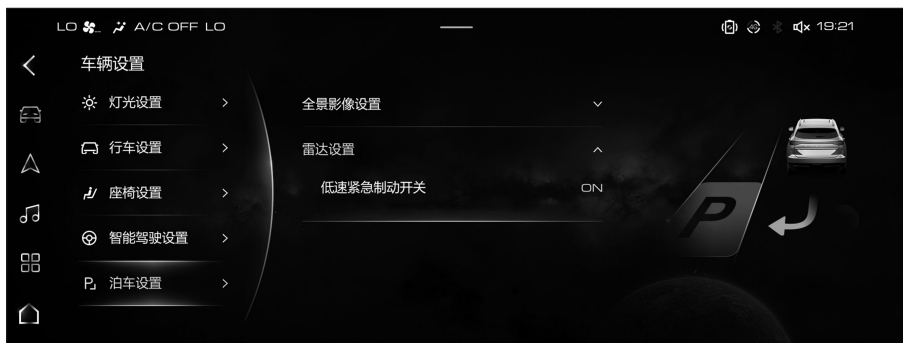 LO A/C OFF LO
19:21
车辆设置
灯光设置
行车设置
座椅设置
智能驾驶设置
泊车设置
全景影像设置
雷达设置
低速紧急制动开关 ON
P